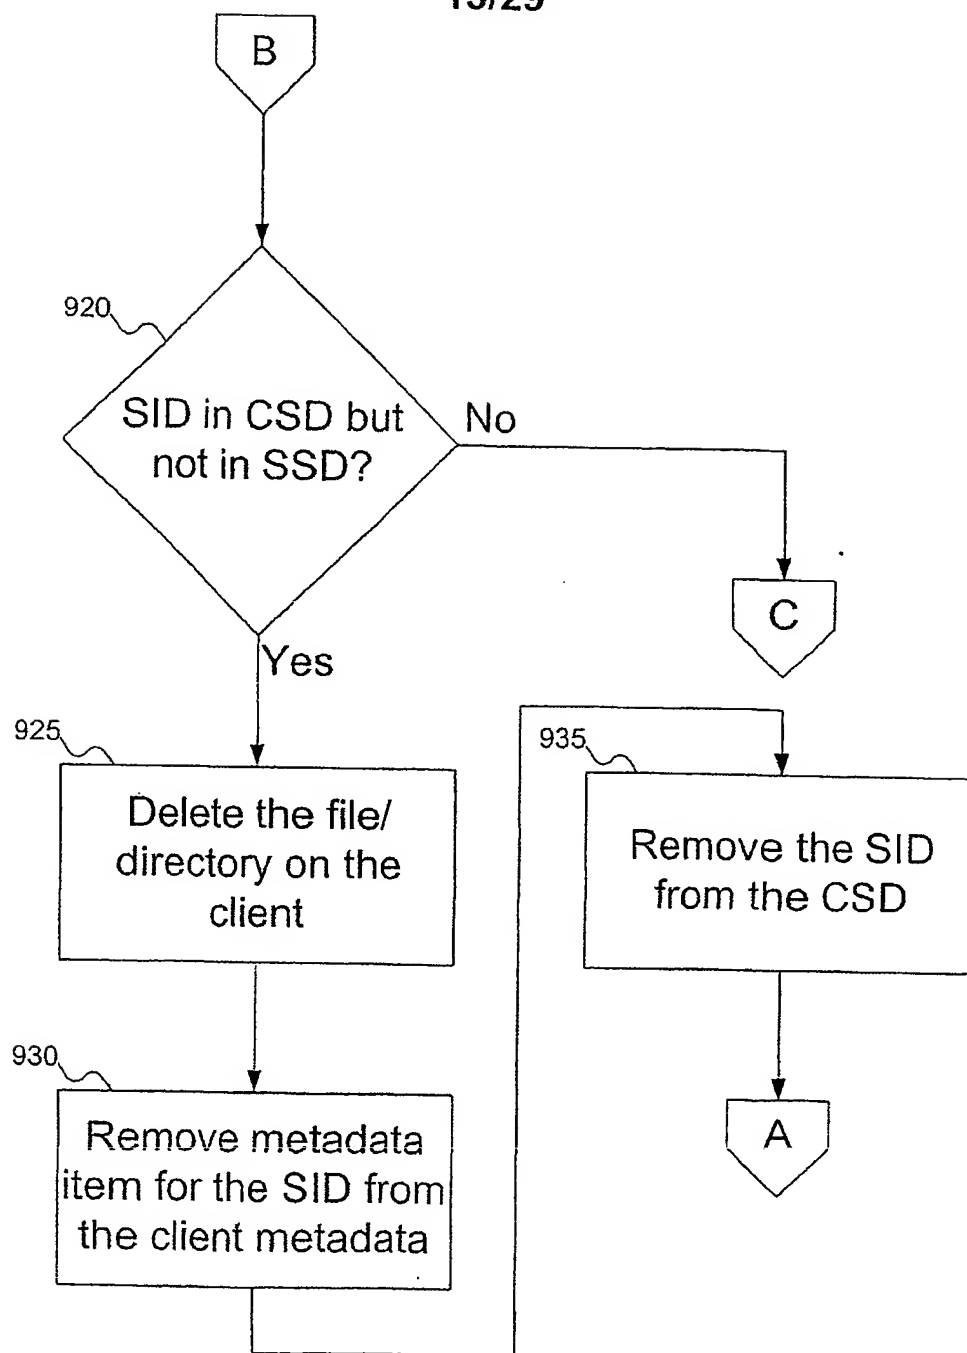 B
920
SID in CSD but
not in SSD?
No
C
Yes
925
Delete the file/
directory on the
client
935
Remove the SID
from the CSD
930
Remove metadata
item for the SID from
the client metadata
A